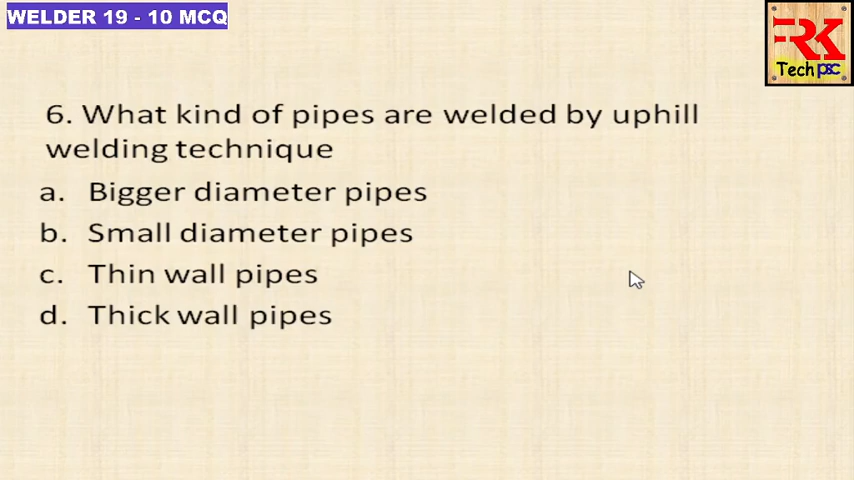 WELDER 19 - 10 MCQ
RK
Tech psc
6. What kind of pipes are welded by uphill
welding technique
a. Bigger diameter pipes
b. Small diameter pipes
c. Thin wall pipes
d. Thick wall pipes